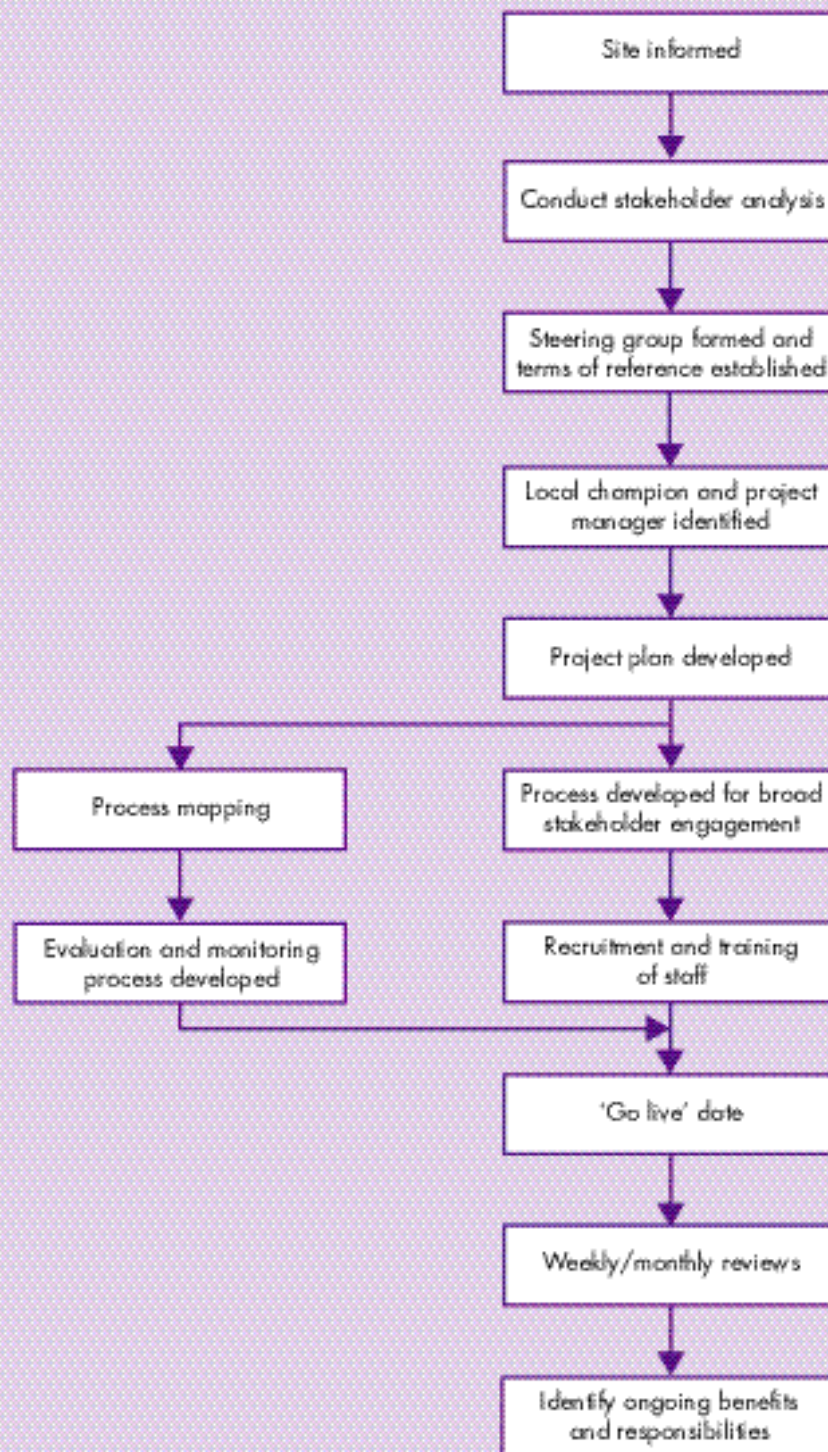 Site informed
Conduct stakeholder analysis
Steering group formed and
terms of reference established
Local champion and project
manager identified
Project plan developed
Process mapping
Process developed for broad
stakeholder engagement
Evaluation and monitoring
process developed
Recruitment and training
of staff
‘Go live’ date
Weekly/monthly reviews
Identify ongoing benefits
and responsibilities